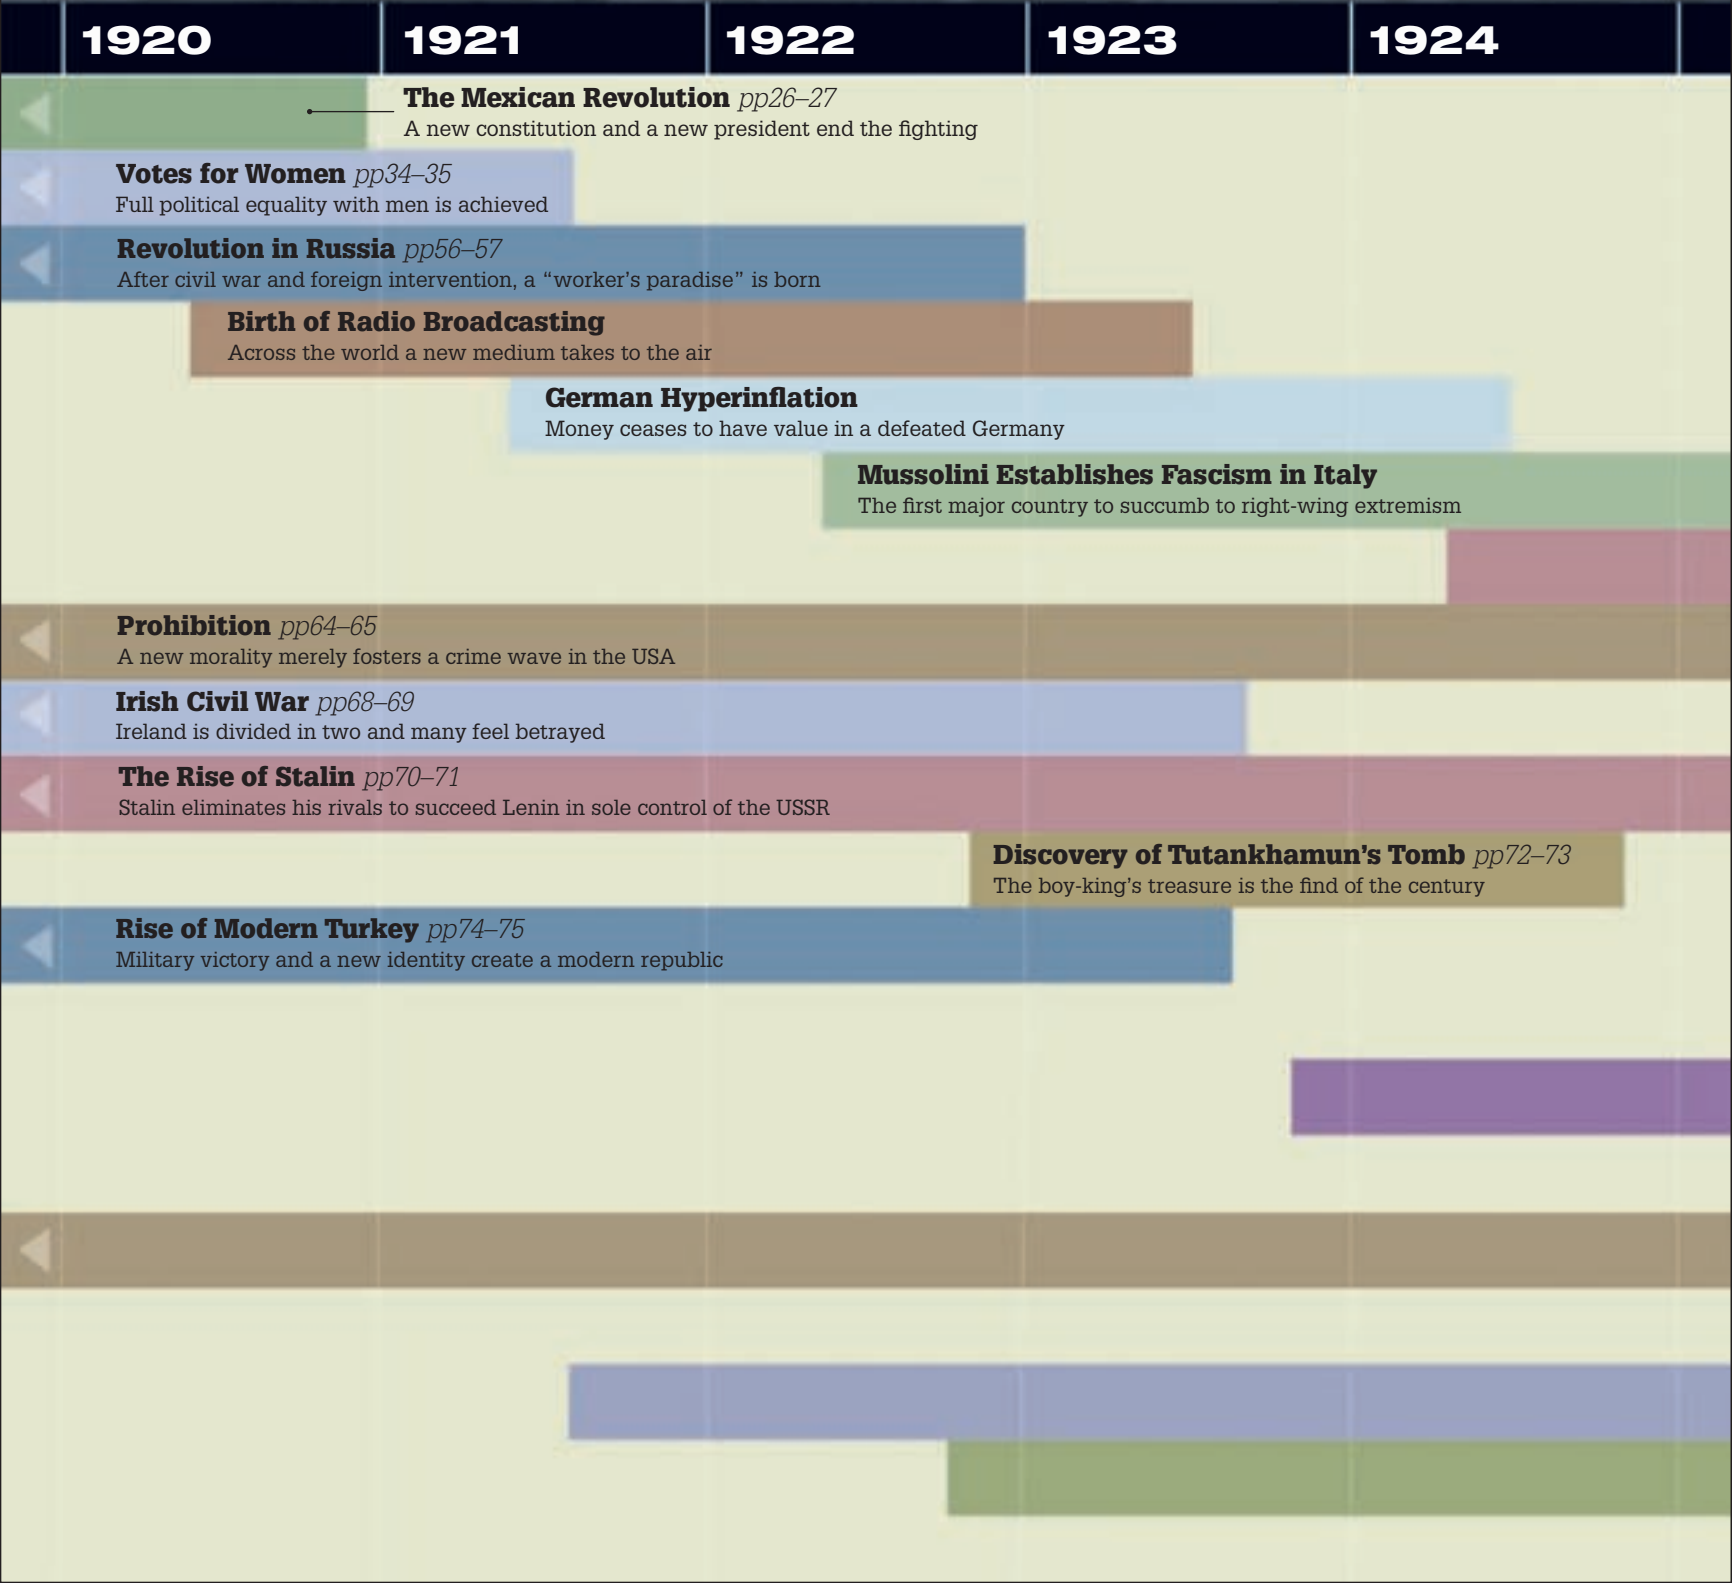 1920 1921 1922 1923 1924
The Mexican Revolution pp26–27
A new constitution and a new president end the fighting
Votes for Women pp34–35
Full political equality with men is achieved
Revolution in Russia pp56–57
After civil war and foreign intervention, a “worker’s paradise” is born
Birth of Radio Broadcasting
Across the world a new medium takes to the air
German Hyperinflation
Money ceases to have value in a defeated Germany
Mussolini Establishes Fascism in Italy
The first major country to succumb to right-wing extremism
Prohibition pp64–65
A new morality merely fosters a crime wave in the USA
Irish Civil War pp68–69
Ireland is divided in two and many feel betrayed
The Rise of Stalin pp70–71
Stalin eliminates his rivals to succeed Lenin in sole control of the USSR
Discovery of Tutankhamun’s Tomb pp72–73
The boy-king’s treasure is the find of the century
Rise of Modern Turkey pp74–75
Military victory and a new identity create a modern republic